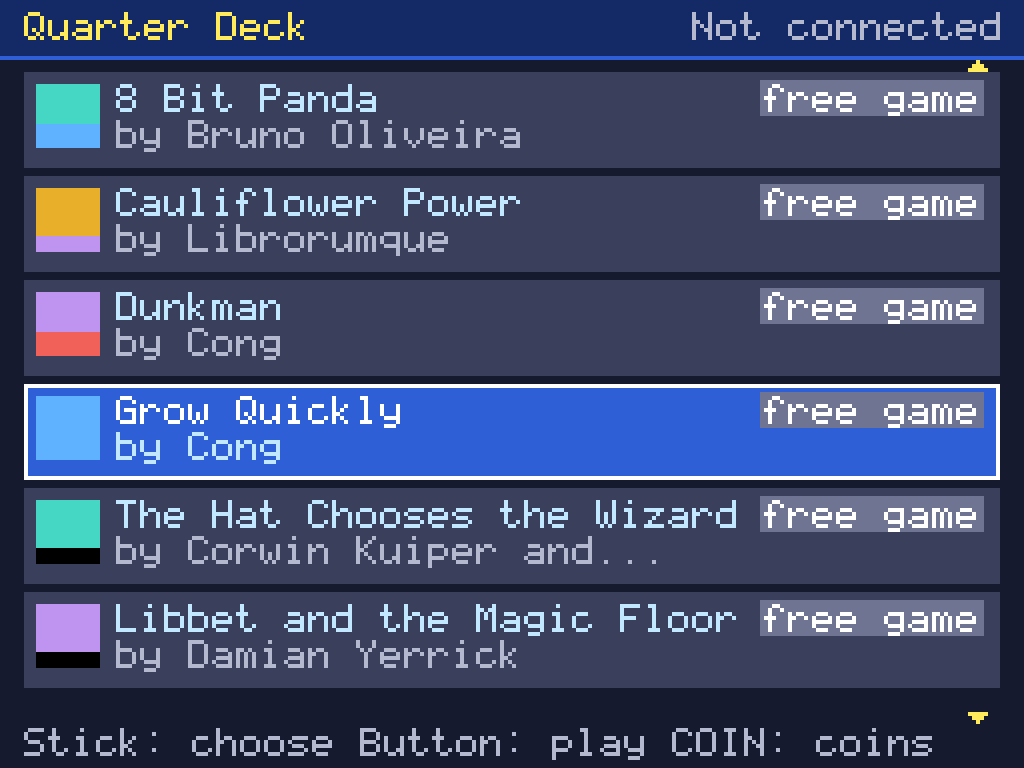 Quarter Deck
Not connected
8 Bit Panda
free game
by Bruno Oliveira
Cauliflower Power
free game
by Librorumque
Dunkman
free game
by Cong
Grow Quickly
free game
by Cong
The Hat Chooses the Wizard
free game
by Corwin Kuiper and...
Libbet and the Magic Floor
free game
by Damian Yerrick
Stick: choose Button: play COIN: coins